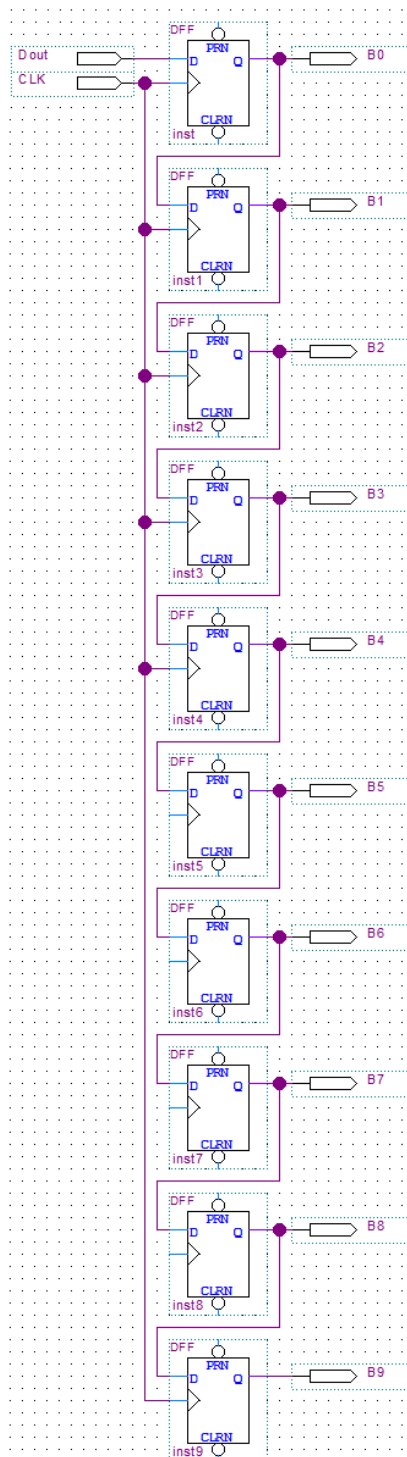 DFF
PRN
Dout
D
Q
B0
CLK
CLRN
inst
DFF
PRN
D
Q
B1
CLRN
inst1
DFF
PRN
D
Q
B2
CLRN
inst2
DFF
PRN
D
Q
B3
CLRN
inst3
DFF
PRN
D
Q
B4
CLRN
inst4
DFF
PRN
D
Q
B5
CLRN
inst5
DFF
PRN
D
Q
B6
CLRN
inst6
DFF
PRN
D
Q
B7
CLRN
inst7
DFF
PRN
D
Q
B8
CLRN
inst8
DFF
PRN
D
Q
B9
CLRN
inst9